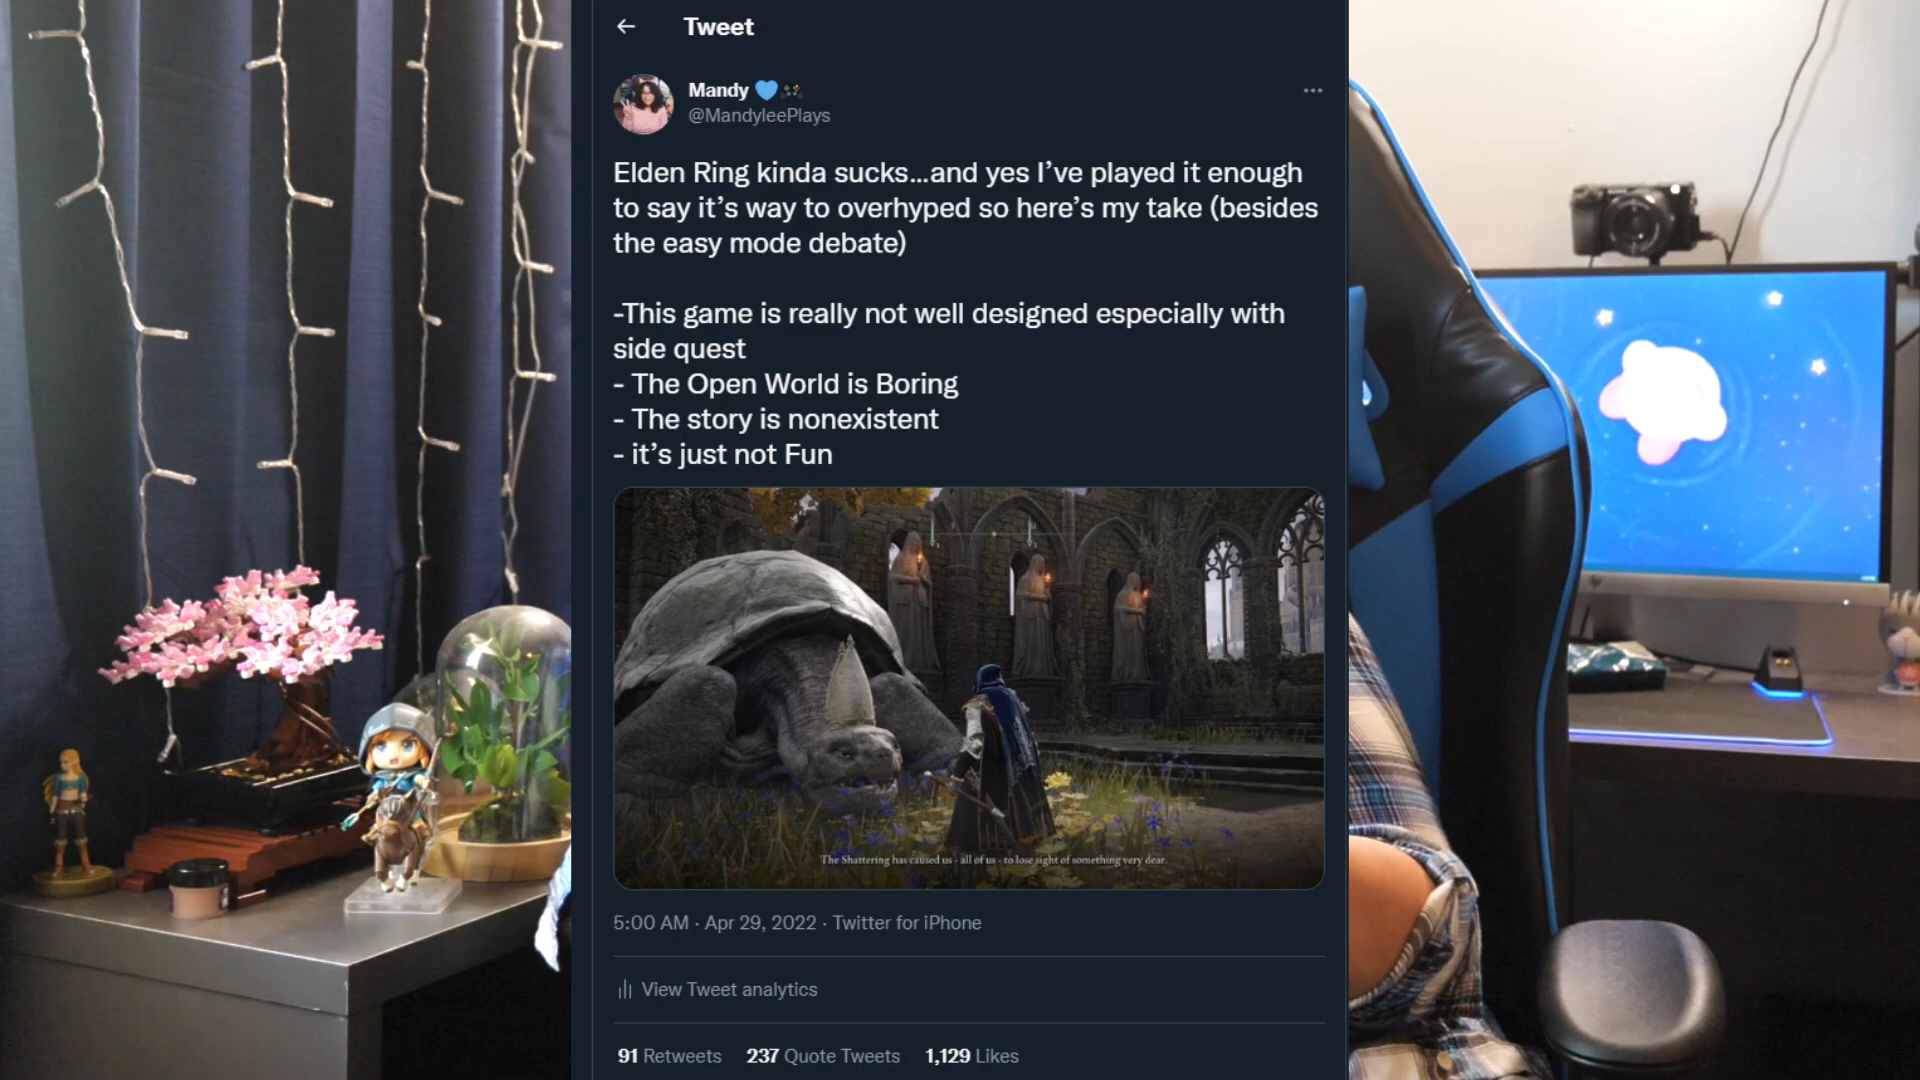 Tweet
Mandy 💙🎮
@MandyleePlays
Elden Ring kinda sucks...and yes I’ve played it enough
to say it’s way to overhyped so here’s my take (besides
the easy mode debate)
-This game is really not well designed especially with
side quest
- The Open World is Boring
- The story is nonexistent
- it’s just not Fun
The Shattering has caused us - all of us - to lose sight of something very dear.
5:00 AM · Apr 29, 2022 · Twitter for iPhone
View Tweet analytics
91 Retweets 237 Quote Tweets 1,129 Likes